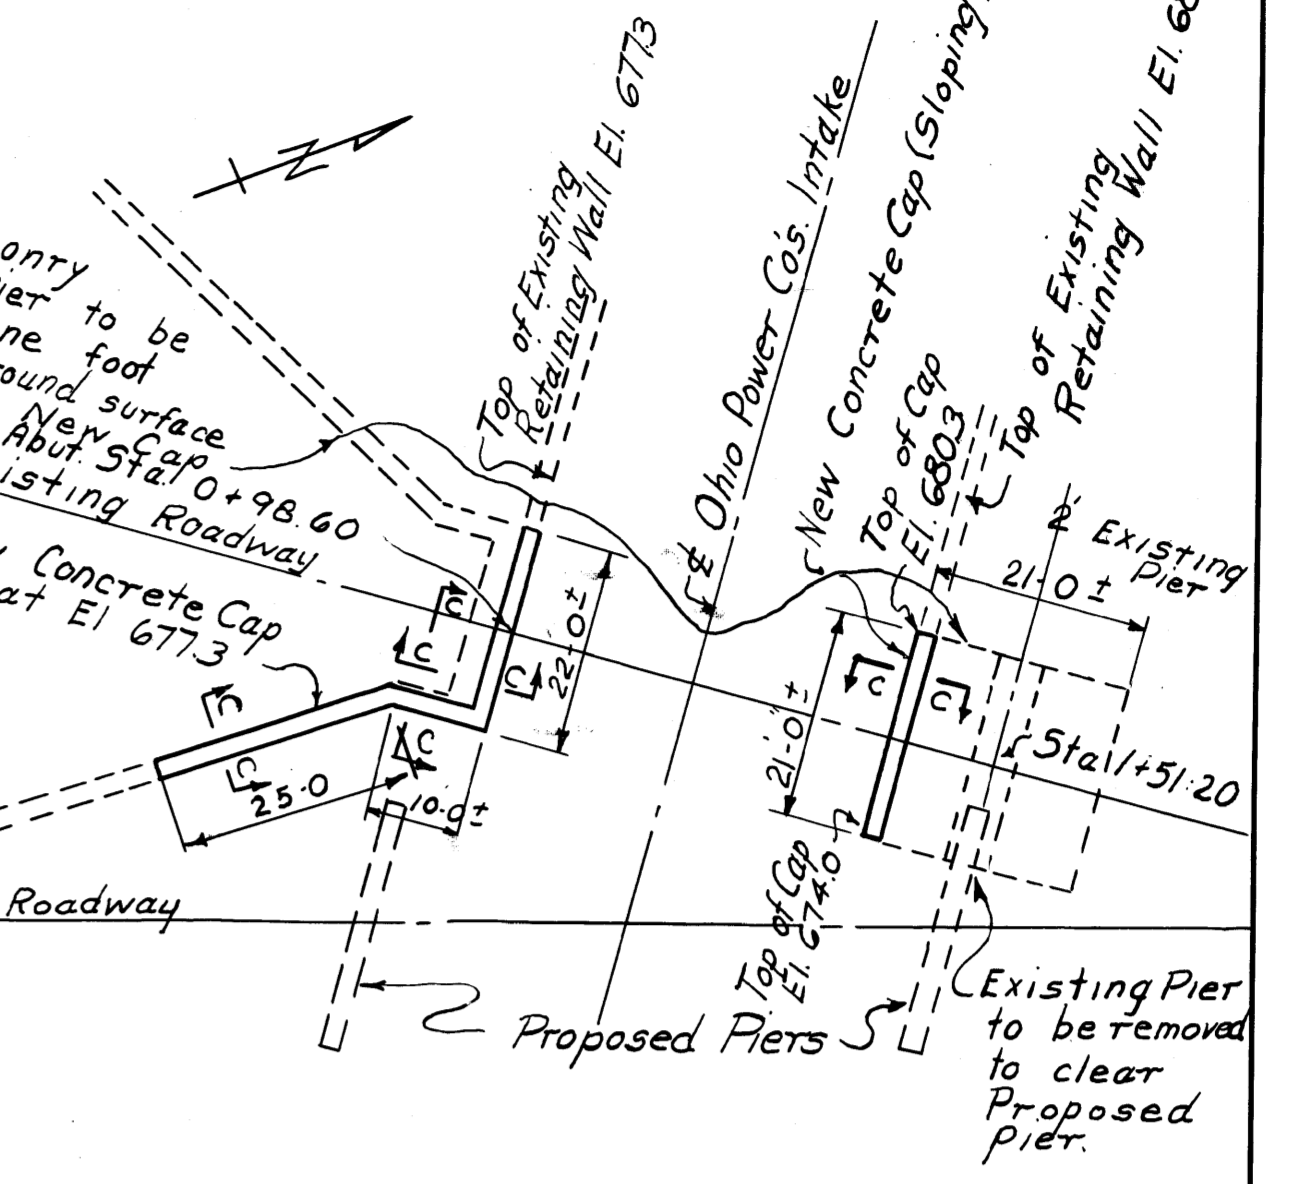 N
onry
ier to be
ne foot
round surface
New Cap
Abut. Sta. 0+98.60
isting Roadway
Concrete Cap
at El 677.3
Top of Existing
Retaining Wall El. 677.3
℄ Ohio Power Co's. Intake
New Concrete Cap (Sloping
Top of Cap
El. 680.3
Top of Existing
Retaining Wall El. 68
2' Existing
Pier
21-0 ±
22-0 ±
21'-0" ±
C
C
C
C
C
C
C
C
25-0
10.0 ±
Sta. 1+51.20
Top of Cap
El. 674.0
Roadway
Proposed Piers
Existing Pier
to be removed
to clear
Proposed
Pier.